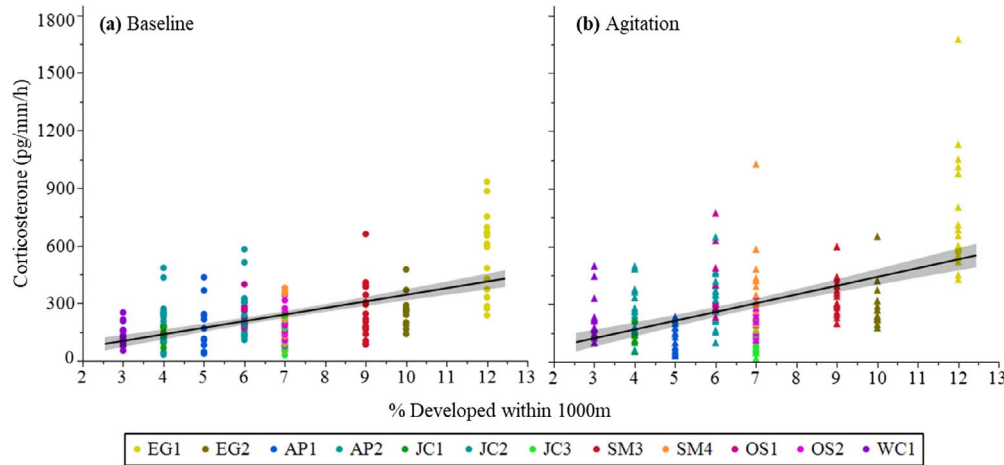 (a) Baseline
(b) Agitation
Corticosterone (pg/mm/h)
1800
1500
1200
900
600
300
0
2 3 4 5 6 7 8 9 10 11 12 13
2 3 4 5 6 7 8 9 10 11 12 13
% Developed within 1000m
EG1 EG2 AP1 AP2 JC1 JC2 JC3 SM3 SM4 OS1 OS2 WC1